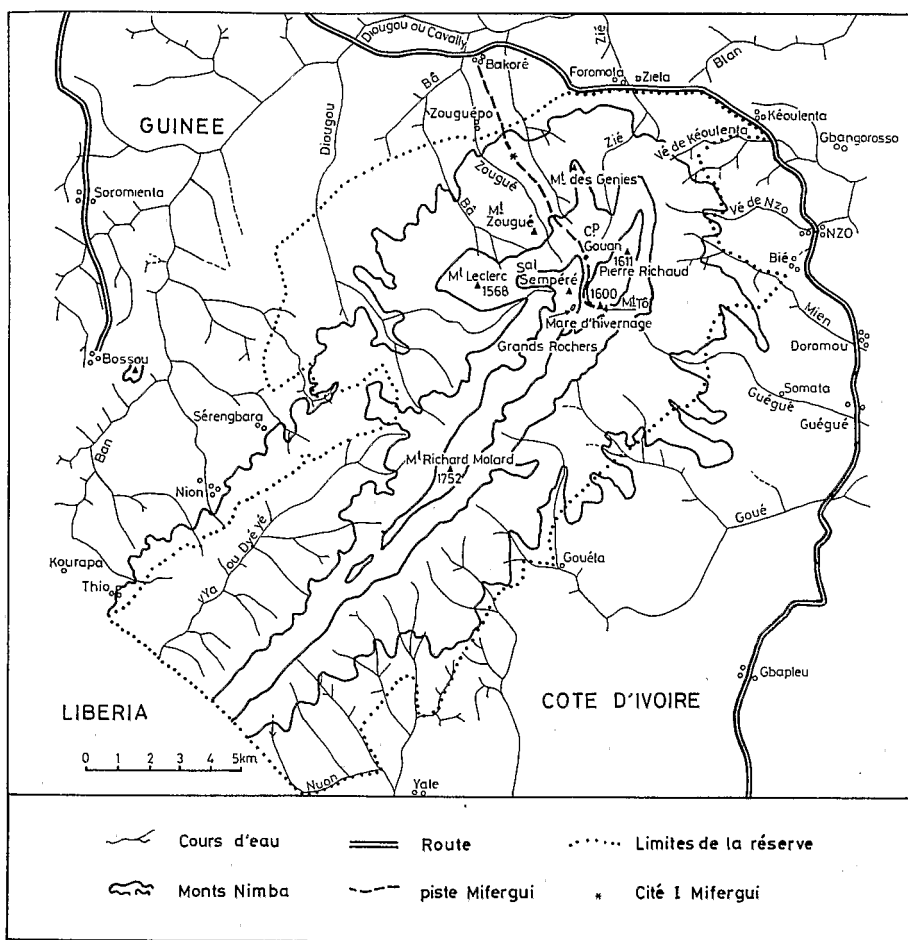 Diougou ou Cavally
Bakoré
Zié
Foromota
Ziela
Blan
GUINEE
Diougou
Bâ
Zouguépo
Kéoulenta
Gbangorosso
Zié
Vé de Kéoulenta
Soromienta
Zougué
Mt des Genies
Bâ
Mt
Zougué
Vé de Nzo
NZO
Cp
Gouan
1611
Bié
Mt Leclerc
1568
Sal
Sempéré
Pierre Richaud
1600
Mt Tô
Mien
Mare d'hivernage
Grands Rochers
Doromou
Bossou
Somata
Guégué
Guégué
Ban
Sérengbara
Mt Richard Molard
1752
Nion
Goué
Kourapa
Thio
Ya ou Dyé yé
Gouéla
Gbapleu
LIBERIA
COTE D'IVOIRE
0 1 2 3 4 5km
Nuon
Yale
Cours d'eau
Route
Limites de la réserve
Monts Nimba
piste Mifergui
* Cité I Mifergui